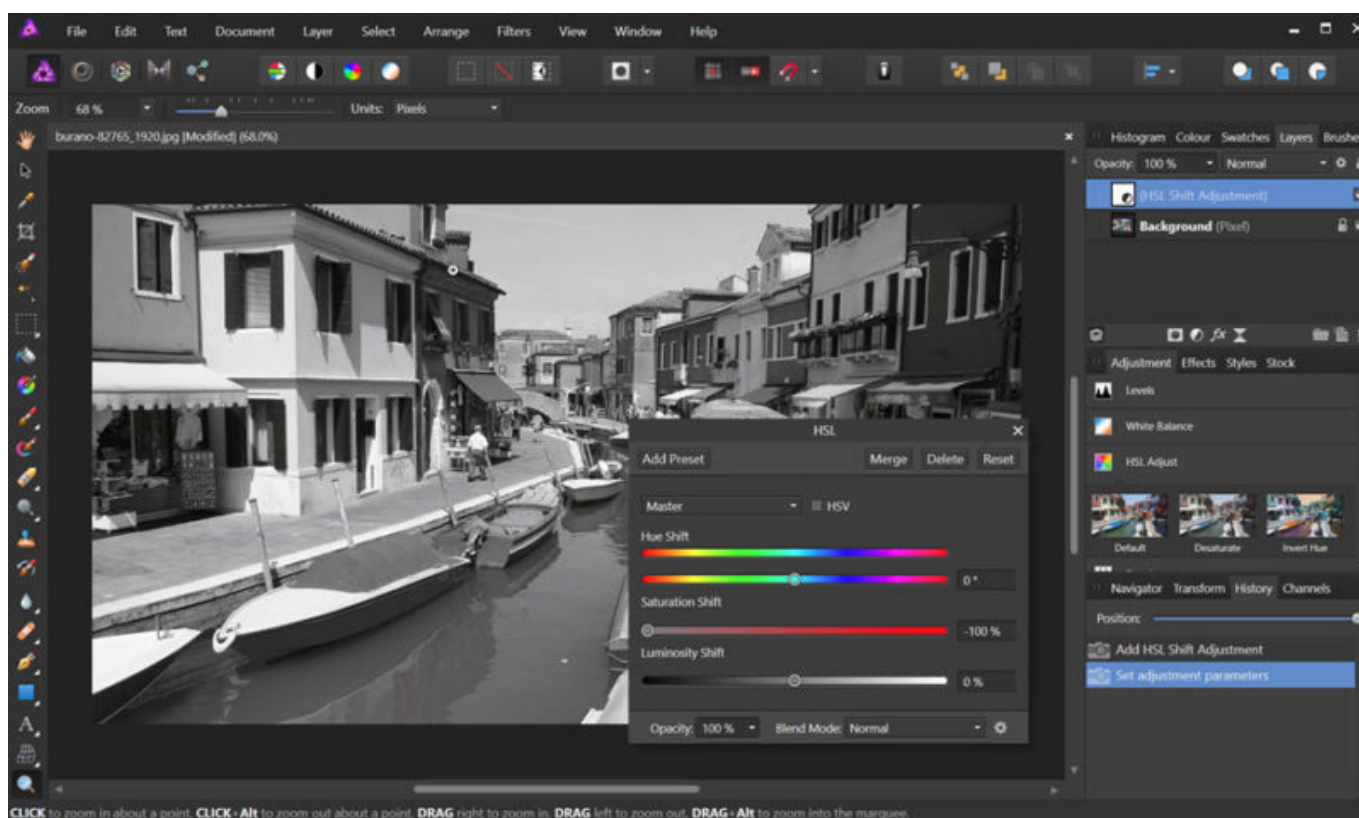 File Edit Text Document Layer Select Arrange Filters View Window Help
Zoom 68 % Units: Pixels
burano-82765_1920.jpg [Modified] (68.0%)
Histogram Colour Swatches Layers Brushe
Opacity: 100 % Normal
(HSL Shift Adjustment)
Background (Pixel)
fx
Adjustment Effects Styles Stock
Levels
White Balance
HSL Adjust
Default Desaturate Invert Hue
Navigator Transform History Channels
Position:
Add HSL Shift Adjustment
Set adjustment parameters
HSL
Add Preset Merge Delete Reset
Master HSV
Hue Shift
0 °
Saturation Shift
-100 %
Luminosity Shift
0 %
Opacity: 100 % Blend Mode: Normal
A
CLICK to zoom in about a point. CLICK+Alt to zoom out about a point. DRAG right to zoom in. DRAG left to zoom out. DRAG+Alt to zoom into the marquee.